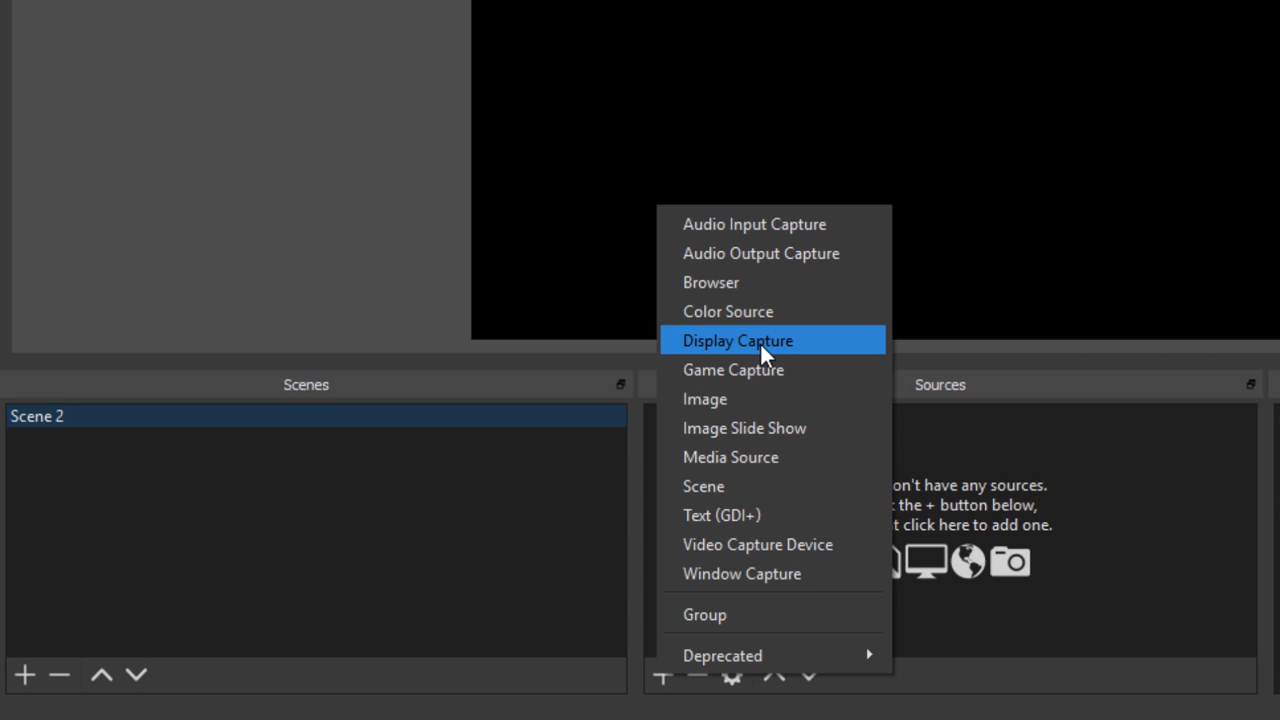 Audio Input Capture
Audio Output Capture
Browser
Color Source
Display Capture
Game Capture
Image
Image Slide Show
Media Source
Scene
Text (GDI+)
Video Capture Device
Window Capture
Group
Deprecated
Scenes
Scene 2
Sources
on't have any sources.
the + button below,
t click here to add one.